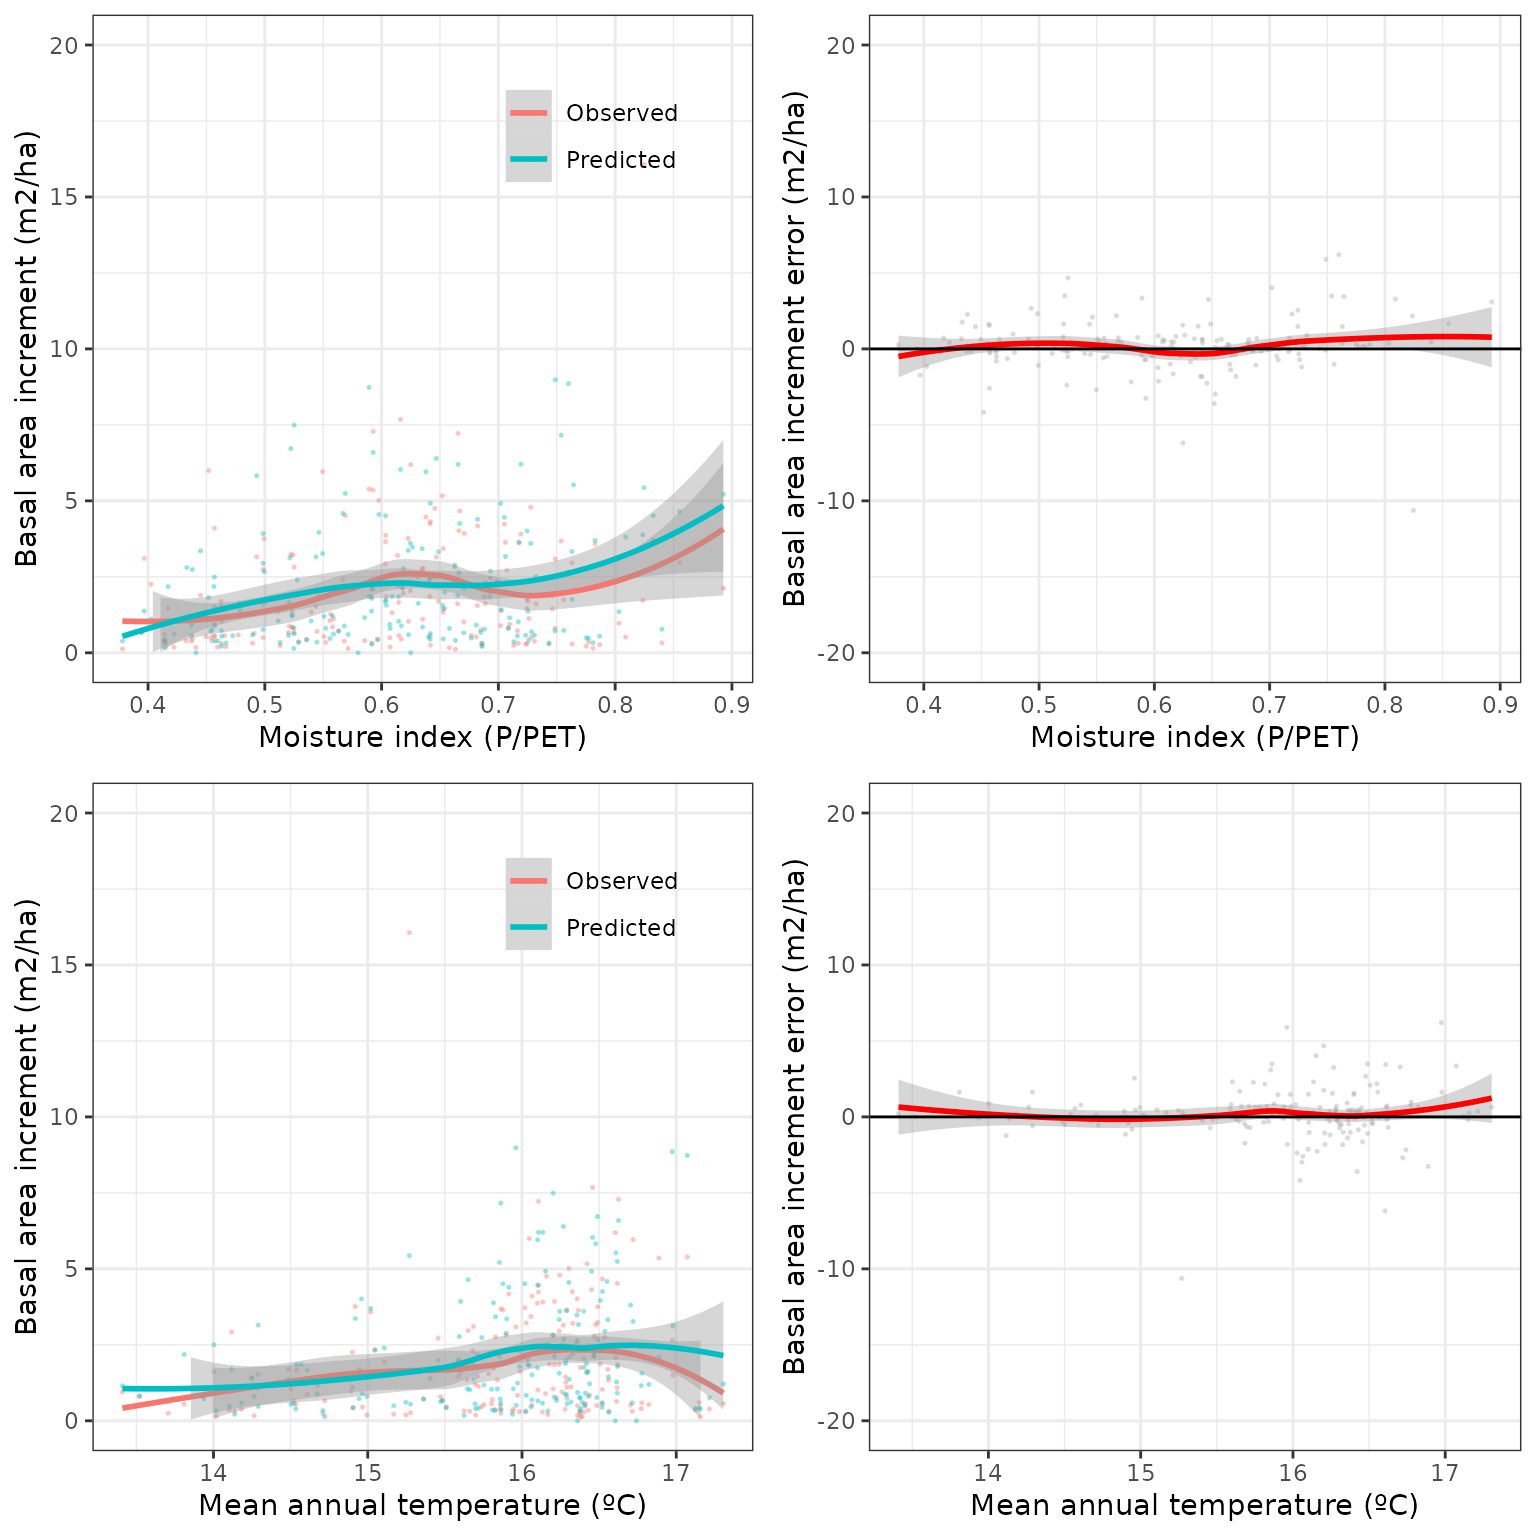 20
15
10
5
0
Basal area increment (m2/ha)
Observed
Predicted
0.4 0.5 0.6 0.7 0.8 0.9
Moisture index (P/PET)
20
10
0
-10
-20
Basal area increment error (m2/ha)
0.4 0.5 0.6 0.7 0.8 0.9
Moisture index (P/PET)
20
15
10
5
0
Basal area increment (m2/ha)
Observed
Predicted
14 15 16 17
Mean annual temperature (ºC)
20
10
0
-10
-20
Basal area increment error (m2/ha)
14 15 16 17
Mean annual temperature (ºC)